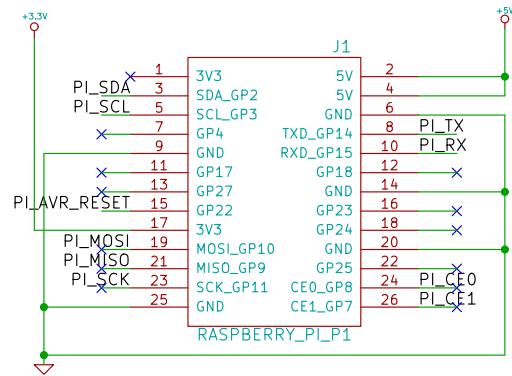 +3.3V +5V
J1
1 3V3 5V 2
PI_SDA 3 SDA_GP2 5V 4
PI_SCL 5 SCL_GP3 GND 6
7 GP4 TXD_GP14 8 PI_TX
9 GND RXD_GP15 10 PI_RX
11 GP17 GP18 12
13 GP27 GND 14
PI_AVR_RESET 15 GP22 GP23 16
17 3V3 GP24 18
PI_MOSI 19 MOSI_GP10 GND 20
PI_MISO 21 MISO_GP9 GP25 22
PI_SCK 23 SCK_GP11 CE0_GP8 24 PI_CE0
25 GND CE1_GP7 26 PI_CE1
RASPBERRY_PI_P1